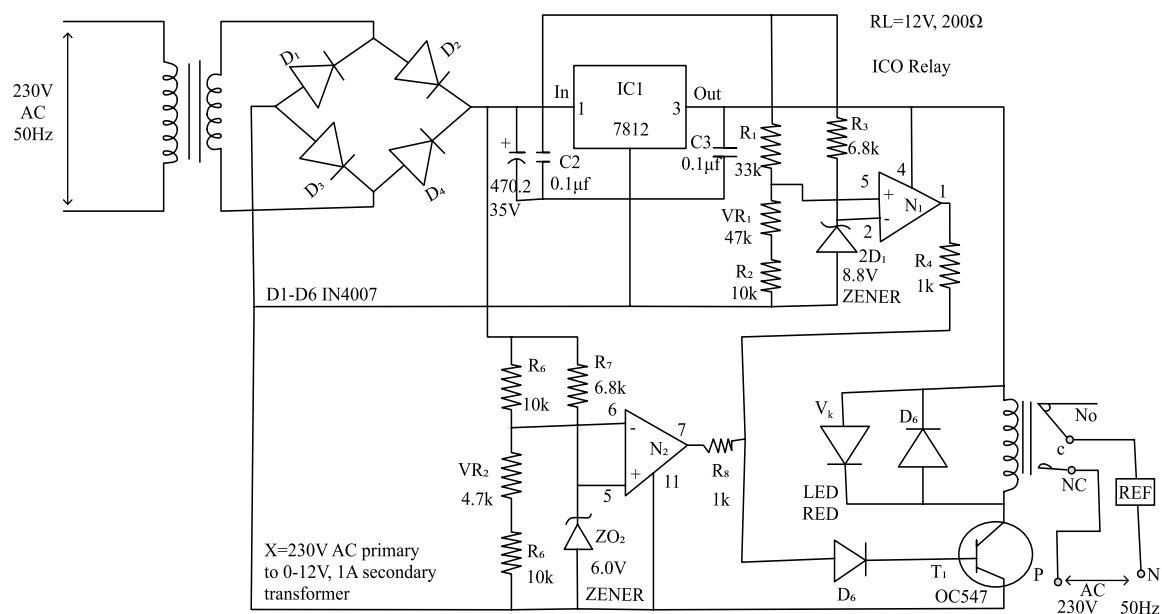 RL=12V, 200Ω
ICO Relay
230V
AC
50Hz
D₁
D₂
D₃
D₄
In
1
IC1
7812
3
Out
+
470.2
35V
C2
0.1µf
C3
0.1µf
R₁
33k
VR₁
47k
R₂
10k
R₃
6.8k
5
4
1
+
-
N₁
2
2D₁
8.8V
ZENER
R₄
1k
D1-D6 IN4007
R₆
10k
R₇
6.8k
6
7
-
N₂
+
5
11
VR₂
4.7k
R₈
1k
R₆
10k
ZO₂
6.0V
ZENER
X=230V AC primary
to 0-12V, 1A secondary
transformer
Vₖ
D₆
LED
RED
No
c
NC
REF
D₆
T₁
OC547
P
AC
N
230V
50Hz